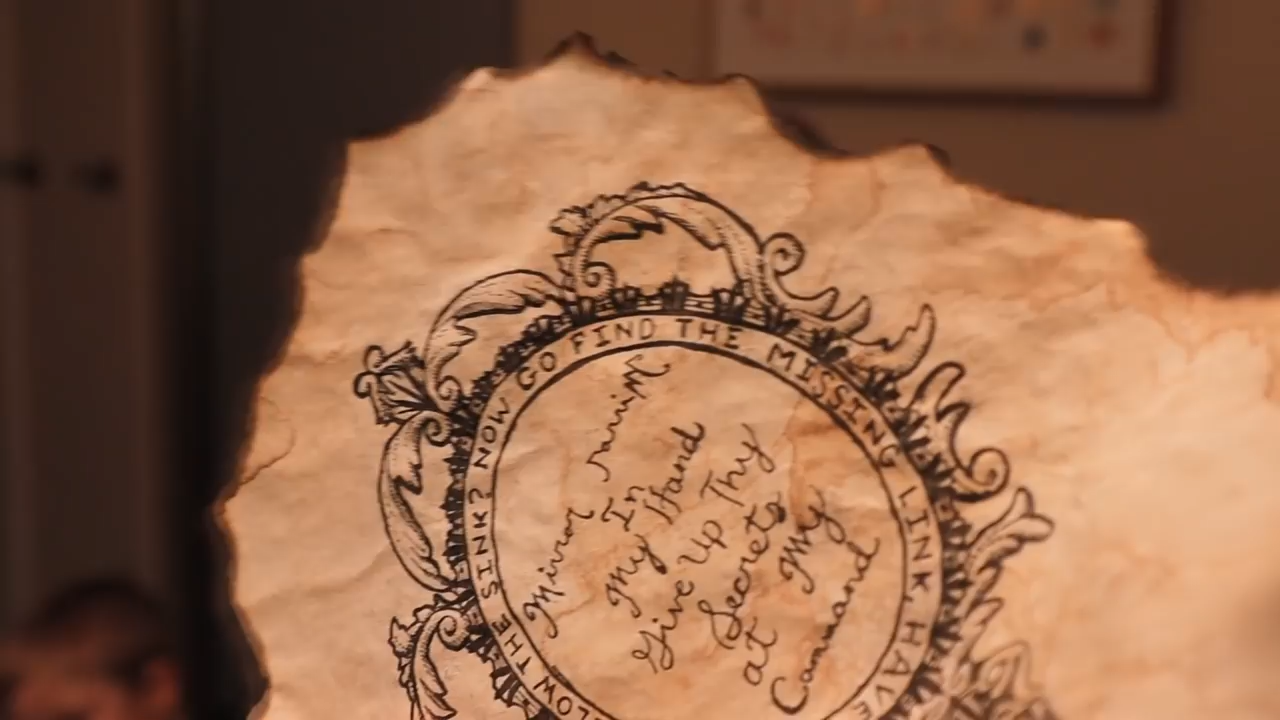 LOW THE SINK? NOW GO FIND THE MISSING LINK HAVE
Mirror Mirror
In
My Hand
Give Up Thy
Secrets
at My
Command